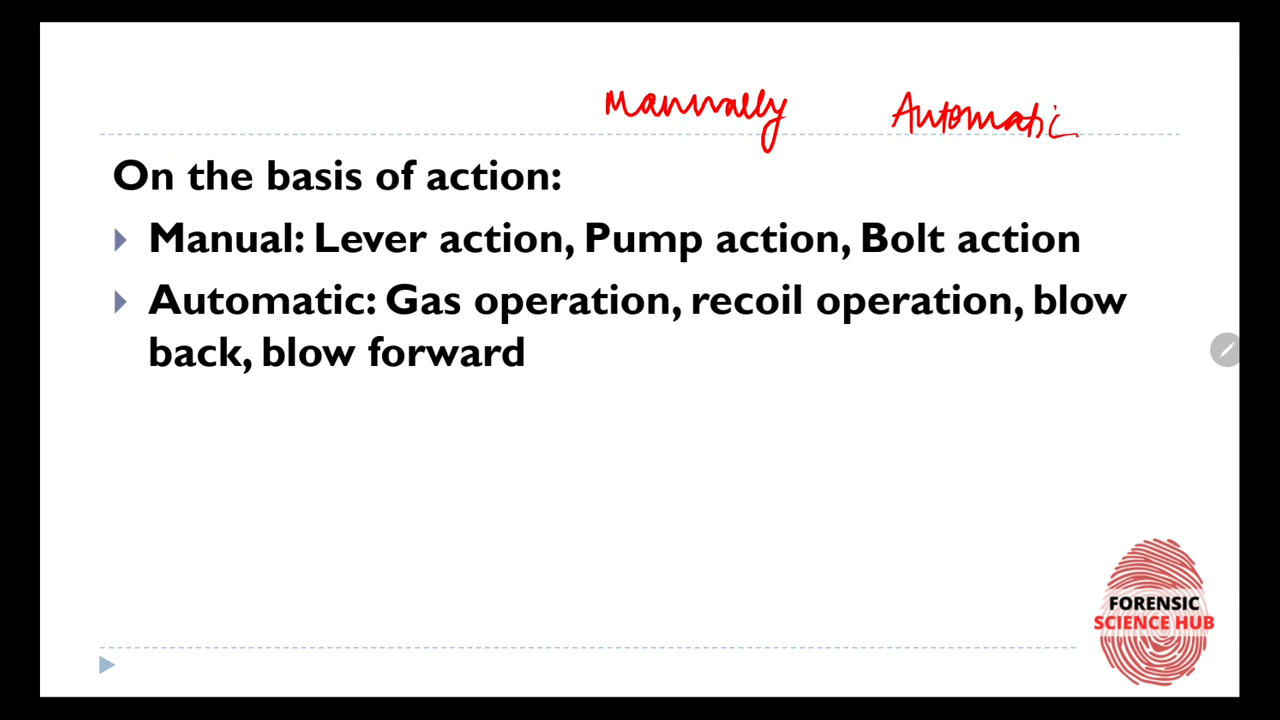 Manually Automatic
On the basis of action:
Manual: Lever action, Pump action, Bolt action
Automatic: Gas operation, recoil operation, blow
back, blow forward
FORENSIC
SCIENCE HUB